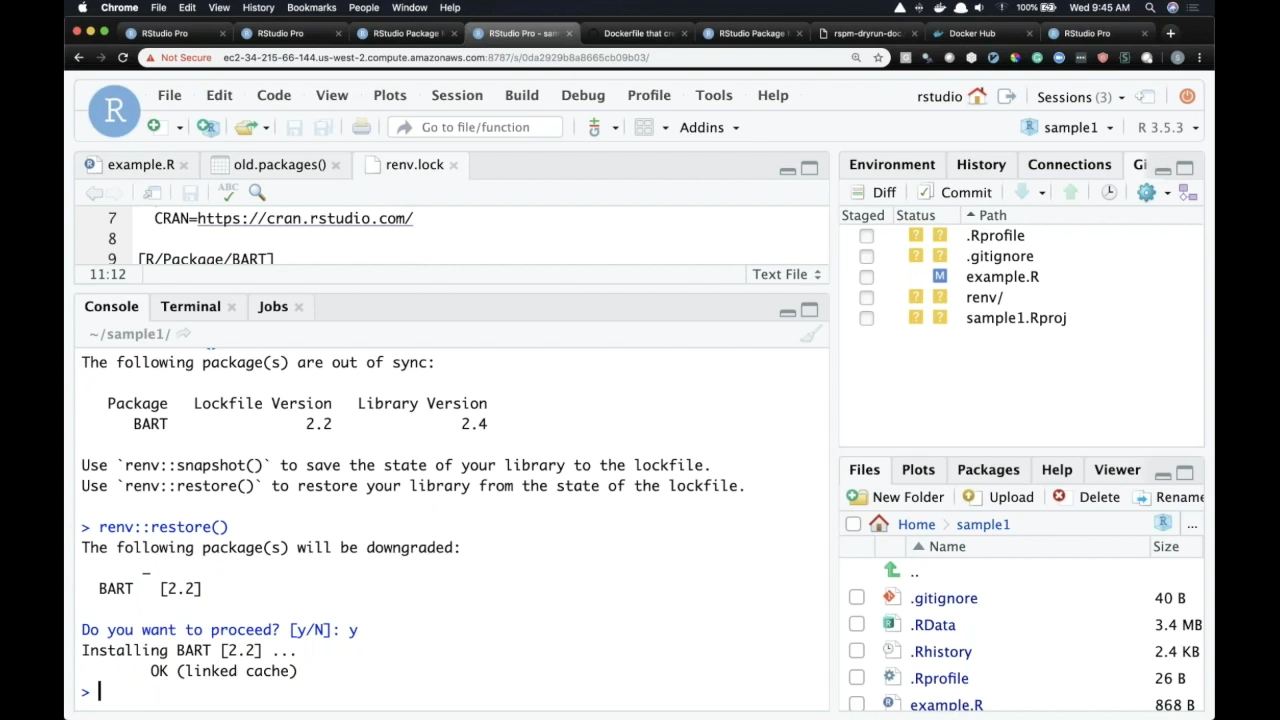 Chrome File Edit View History Bookmarks People Window Help 100% Wed 9:45 AM
RStudio Pro RStudio Pro RStudio Package RStudio Pro - sam Dockerfile that cre RStudio Package rspm-dryrun-doc Docker Hub RStudio Pro
Not Secure ec2-34-215-66-144.us-west-2.compute.amazonaws.com:8787/s/0da2929b8a8665cb09b03/
R File Edit Code View Plots Session Build Debug Profile Tools Help rstudio Sessions (3)
Go to file/function Addins sample1 R 3.5.3
example.R old.packages() renv.lock
ABC
7 CRAN=https://cran.rstudio.com/
8
9 [R/Package/BART]
11:12 Text File
Console Terminal Jobs
~/sample1/
The following package(s) are out of sync:
Package Lockfile Version Library Version
BART 2.2 2.4
Use `renv::snapshot()` to save the state of your library to the lockfile.
Use `renv::restore()` to restore your library from the state of the lockfile.
> renv::restore()
The following package(s) will be downgraded:
_
BART [2.2]
Do you want to proceed? [y/N]: y
Installing BART [2.2] ...
OK (linked cache)
>
Environment History Connections Gi
Diff Commit
Staged Status Path
? ? .Rprofile
? ? .gitignore
M example.R
? ? renv/
? ? sample1.Rproj
Files Plots Packages Help Viewer
New Folder Upload Delete Rename
Home sample1 ...
Name Size
..
.gitignore 40 B
.RData 3.4 MB
.Rhistory 2.4 KB
.Rprofile 26 B
example.R 868 B